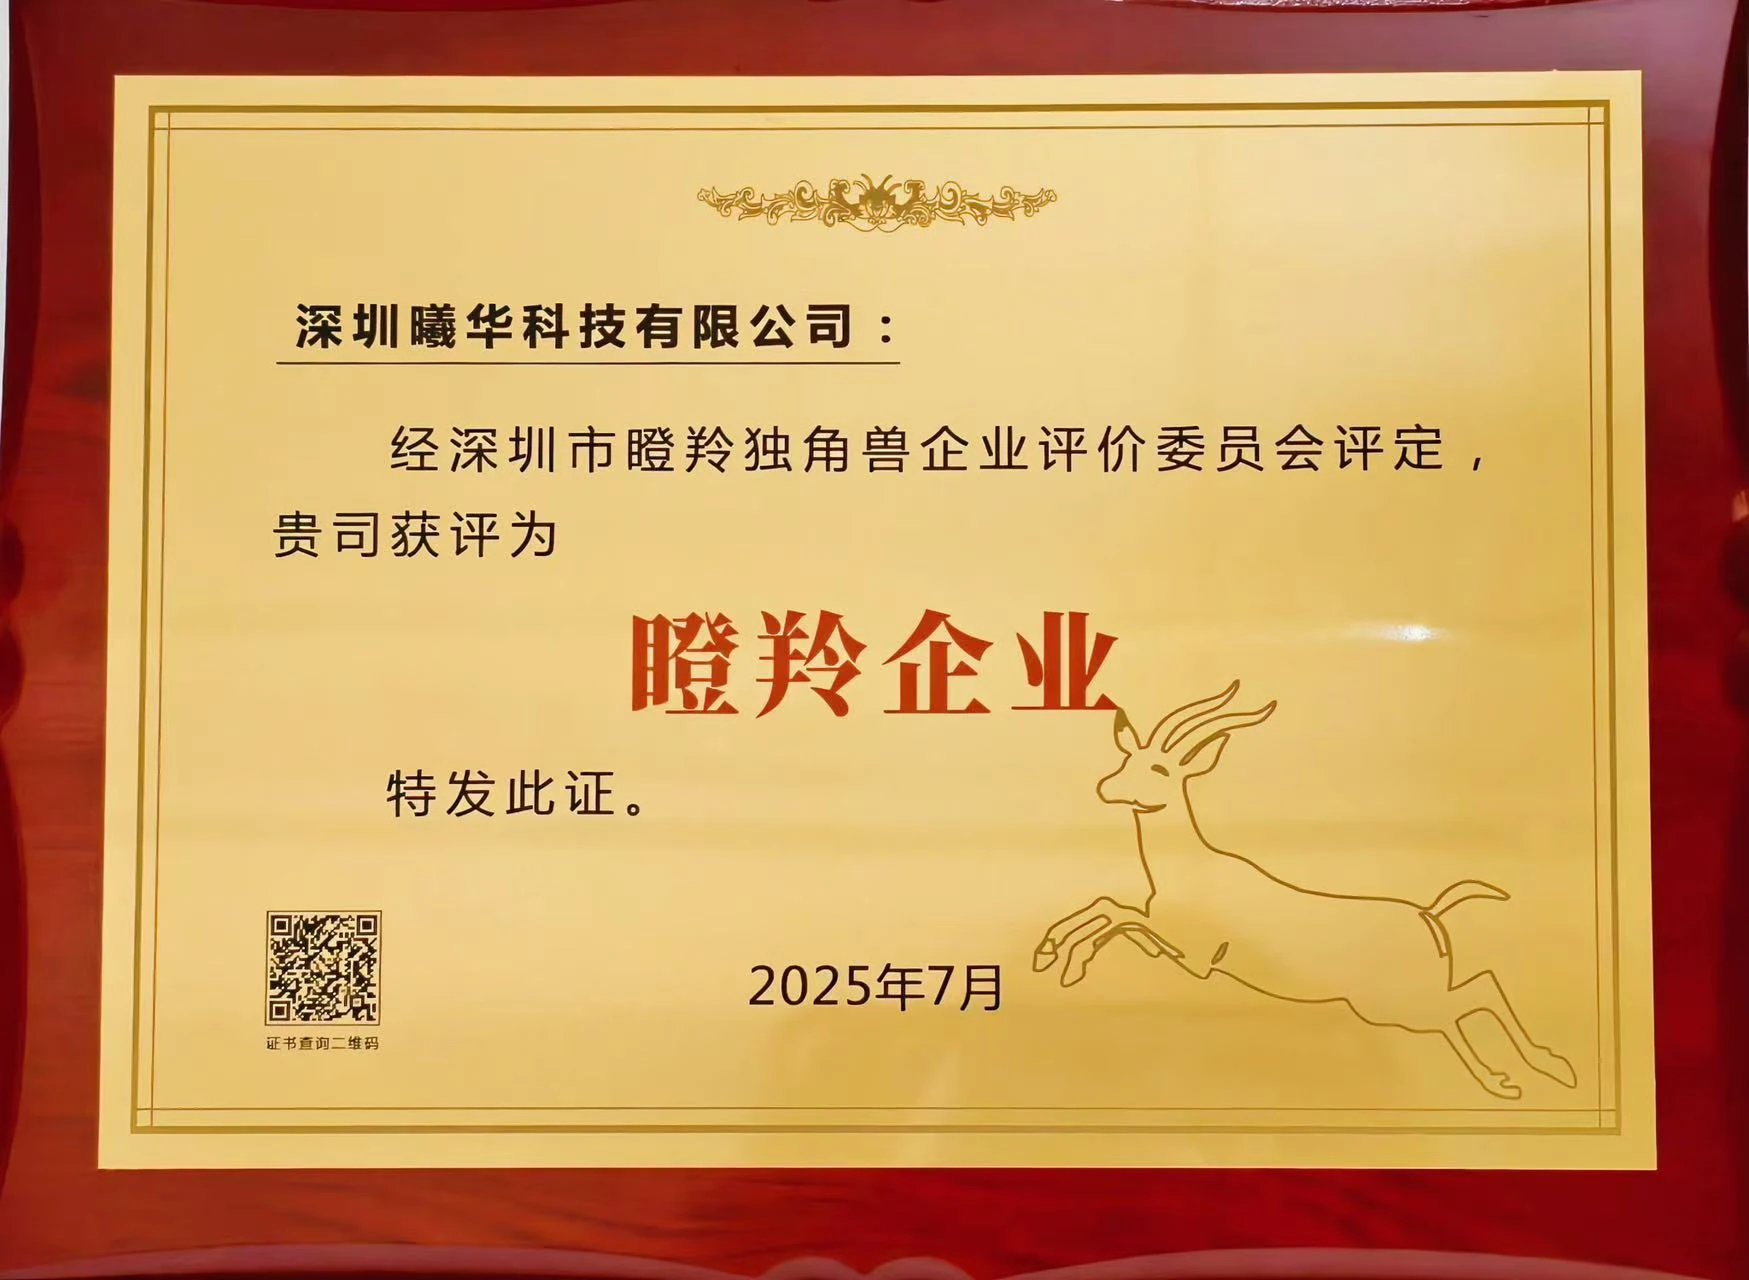 深圳曦华科技有限公司：
经深圳市瞪羚独角兽企业评价委员会评定，
贵司获评为
瞪羚企业
特发此证。
2025年7月
证书查询二维码